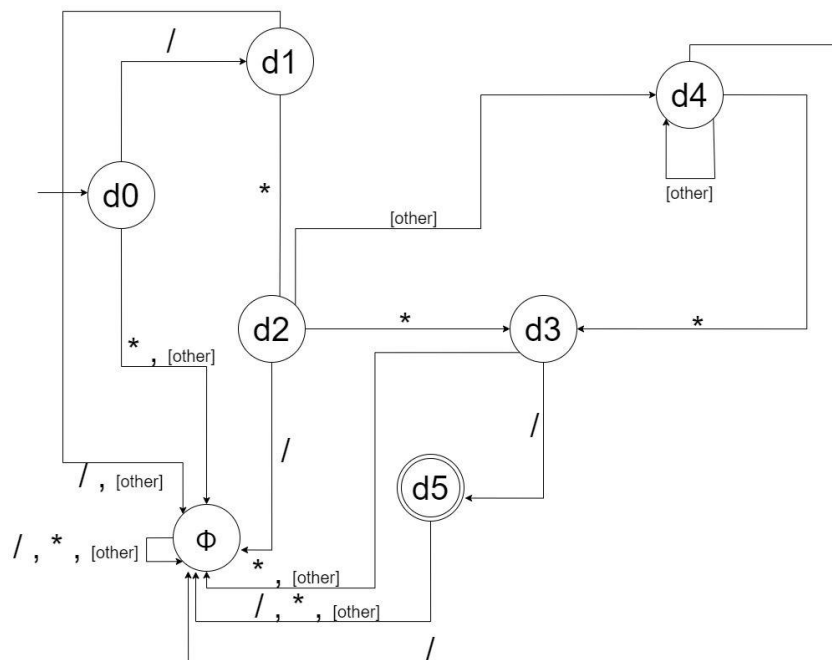 /
d1
d4
*
d0
[other]
[other]
d2
*
d3
*
* , [other]
/
/
/ , [other]
d5
Φ
/ , * , [other]
* , [other]
/ , * , [other]
/